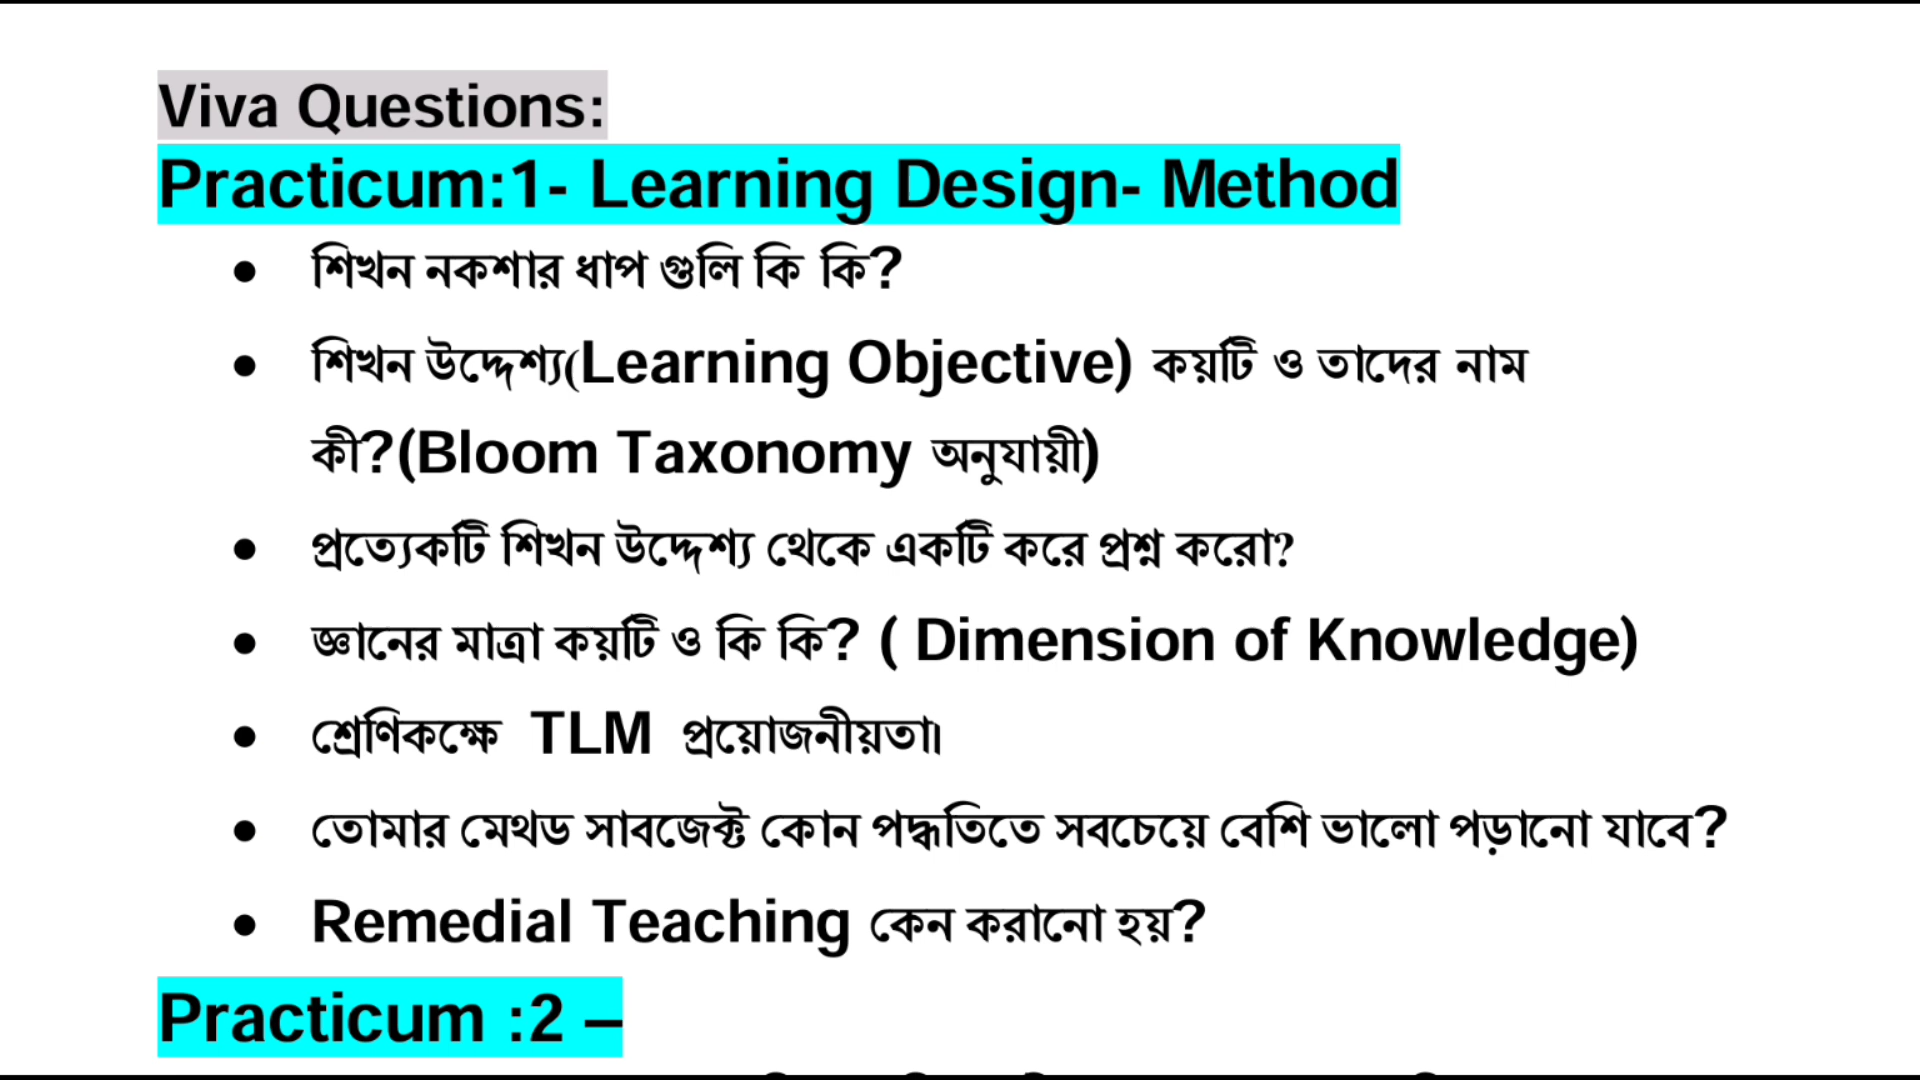 Viva Questions:
Practicum:1- Learning Design- Method
● শিখন নকশার ধাপ গুলি কি কি?
● শিখন উদ্দেশ্য(Learning Objective) কয়টি ও তাদের নাম
কী?(Bloom Taxonomy অনুযায়ী)
● প্রত্যেকটি শিখন উদ্দেশ্য থেকে একটি করে প্রশ্ন করো?
● জ্ঞানের মাত্রা কয়টি ও কি কি? ( Dimension of Knowledge)
● শ্রেণিকক্ষে TLM প্রয়োজনীয়তা।
● তোমার মেথড সাবজেক্ট কোন পদ্ধতিতে সবচেয়ে বেশি ভালো পড়ানো যাবে?
● Remedial Teaching কেন করানো হয়?
Practicum :2 –